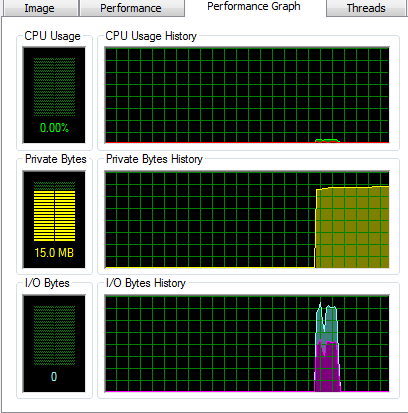 Image Performance Performance Graph Threads
CPU Usage CPU Usage History
0.00%
Private Bytes Private Bytes History
15.0 MB
I/O Bytes I/O Bytes History
0